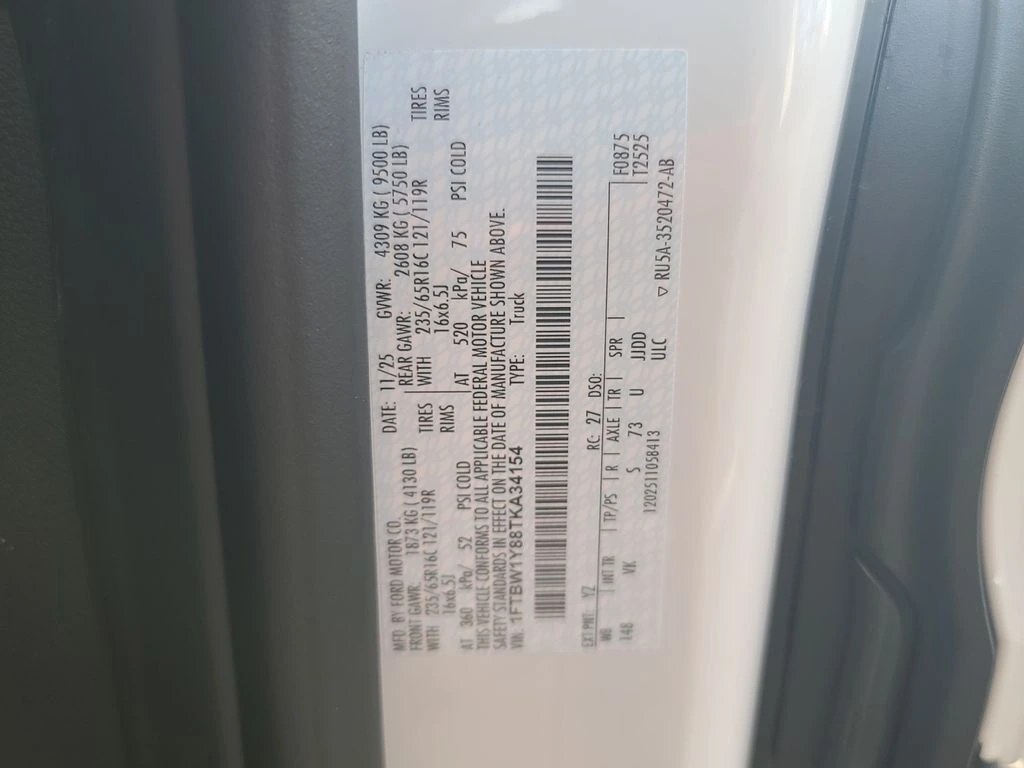 MFD. BY FORD MOTOR CO.
DATE: 11/25 GVWR: 4309 KG ( 9500 LB)
FRONT GAWR: 1873 KG ( 4130 LB) REAR GAWR: 2608 KG ( 5750 LB)
WITH 235/65R16C 121/119R TIRES WITH 235/65R16C 121/119R TIRES
16x6.5J RIMS 16x6.5J RIMS
AT 360 kPa/ 52 PSI COLD AT 520 kPa/ 75 PSI COLD
THIS VEHICLE CONFORMS TO ALL APPLICABLE FEDERAL MOTOR VEHICLE
SAFETY STANDARDS IN EFFECT ON THE DATE OF MANUFACTURE SHOWN ABOVE.
VIN: 1FTBW1Y88TKA34154 TYPE: Truck
EXT PNT: YZ RC: 27 DSO: F0875
WB | INT TR | TP/PS | R | AXLE | TR | SPR | T2525
148 VK S 73 U JJDD
1202511058413 ULC
▽ RU5A-3520472-AB